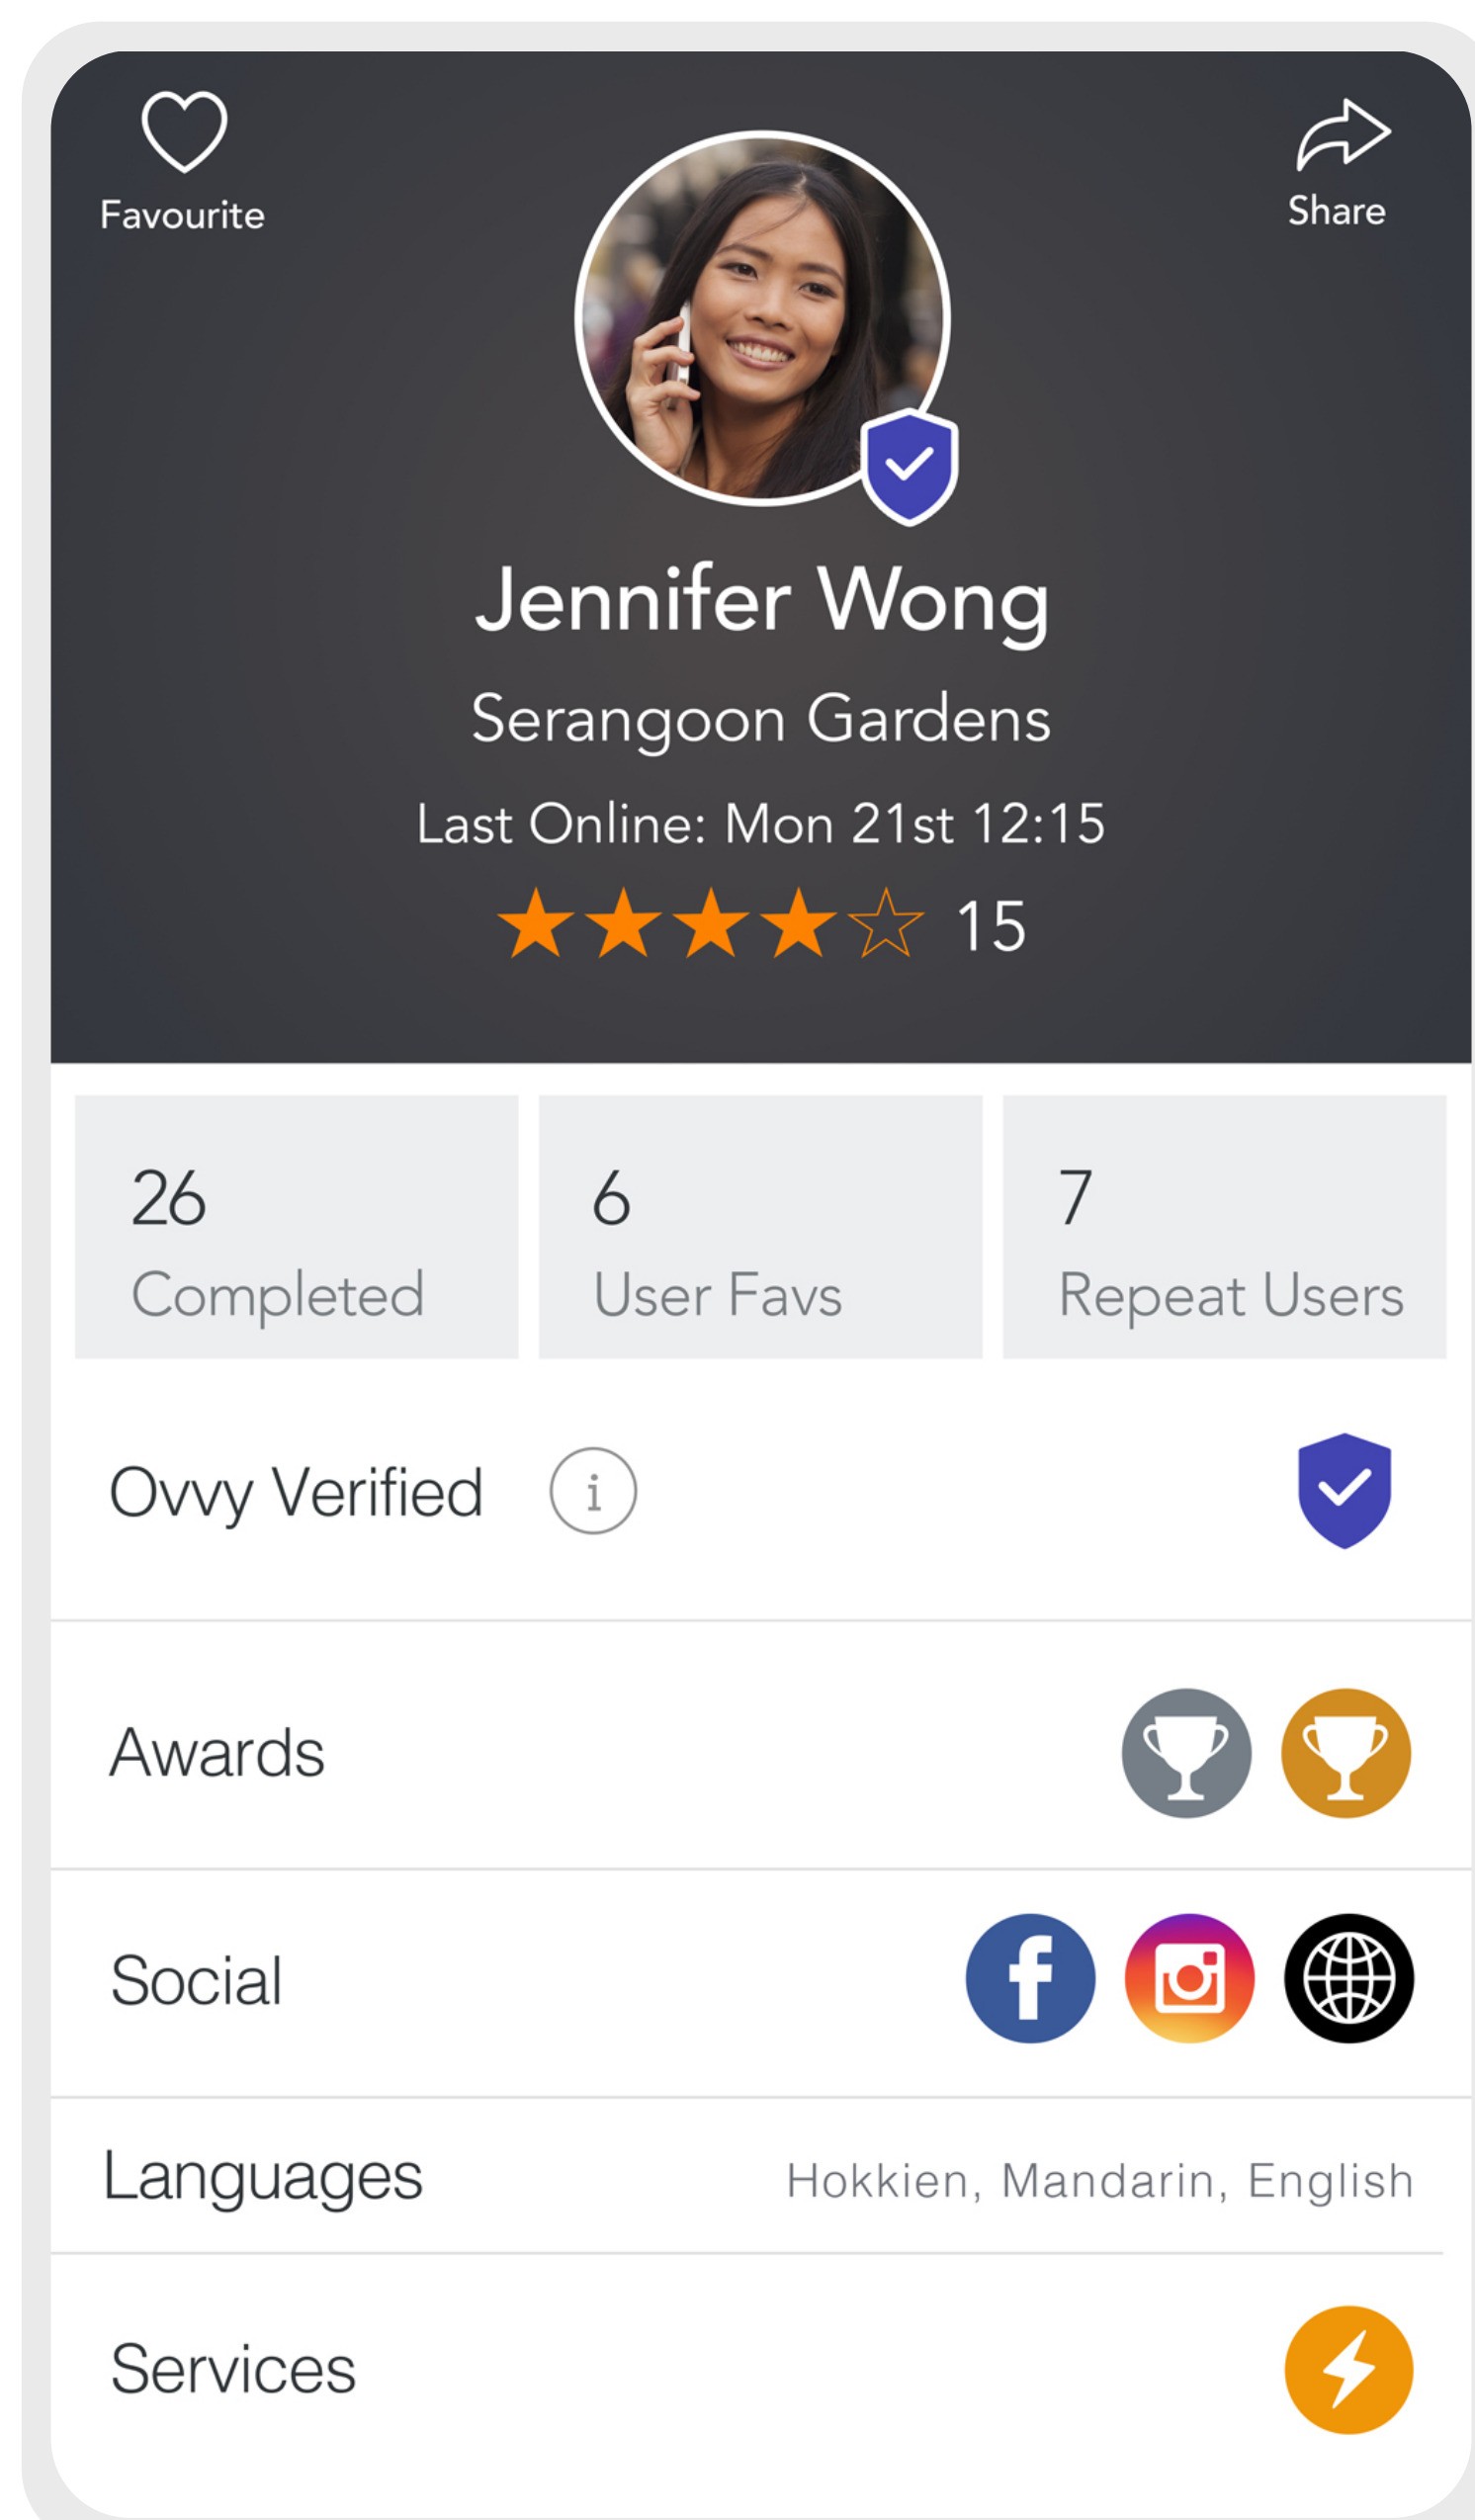 Favourite
Share
Jennifer Wong
Serangoon Gardens
Last Online: Mon 21st 12:15
15
26
Completed
6
User Favs
7
Repeat Users
Ovvy Verified i
Awards
Social
f
Languages
Hokkien, Mandarin, English
Services